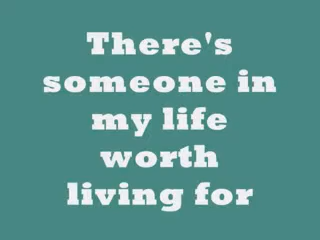 There's
someone in
my life
worth
living for